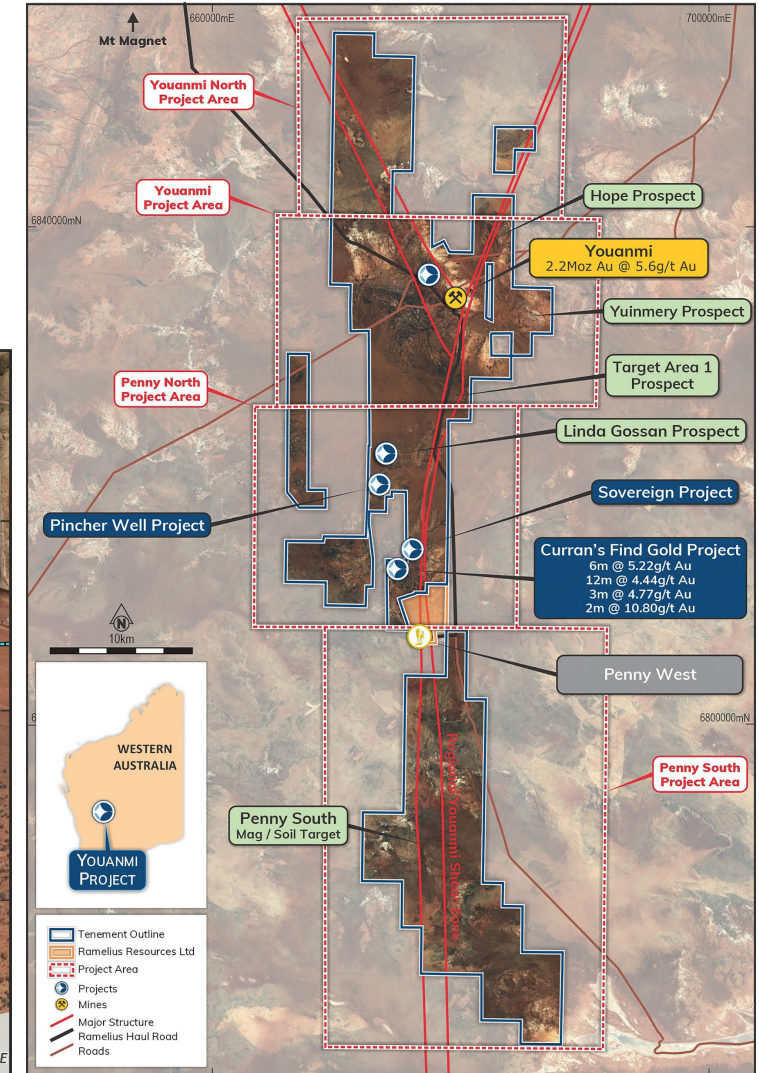 660000mE
700000mE
Mt Magnet
Youanmi North
Project Area
Youanmi
Project Area
Hope Prospect
6840000mN
Youanmi
2.2Moz Au @ 5.6g/t Au
Yuinmery Prospect
Target Area 1
Prospect
Penny North
Project Area
Linda Gossan Prospect
Sovereign Project
Pincher Well Project
Curran's Find Gold Project
6m @ 5.22g/t Au
12m @ 4.44g/t Au
3m @ 4.77g/t Au
2m @ 10.80g/t Au
N
10km
Penny West
6800000mN
WESTERN
AUSTRALIA
YOUANMI
PROJECT
Penny South
Project Area
Penny South
Mag / Soil Target
Regional Youanmi Shear Zone
Tenement Outline
Ramelius Resources Ltd
Project Area
Projects
Mines
Major Structure
Ramelius Haul Road
Roads
E